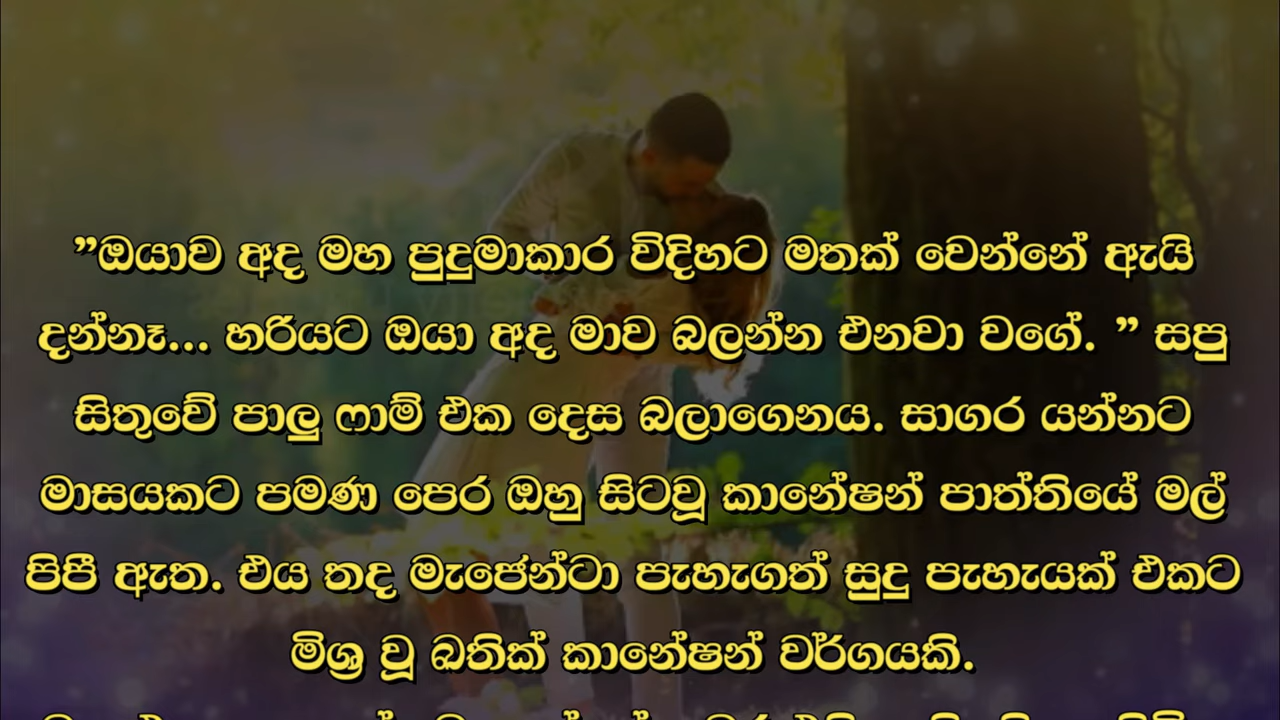 ”ඔයාව අද මහ පුදුමාකාර විදිහට මතක් වෙන්නේ ඇයි
දන්නෑ... හරියට ඔයා අද මාව බලන්න එනවා වගේ. ” සපු
සිතුවේ පාලු ෆාම් එක දෙස බලාගෙනය. සාගර යන්නට
මාසයකට පමණ පෙර ඔහු සිටවූ කානේෂන් පාත්තියේ මල්
පිපී ඇත. එය තද මැජේන්ටා පැහැගත් සුදු පැහැයක් එකට
මිශ්‍ර වූ බතික් කානේෂන් වර්ගයකි.